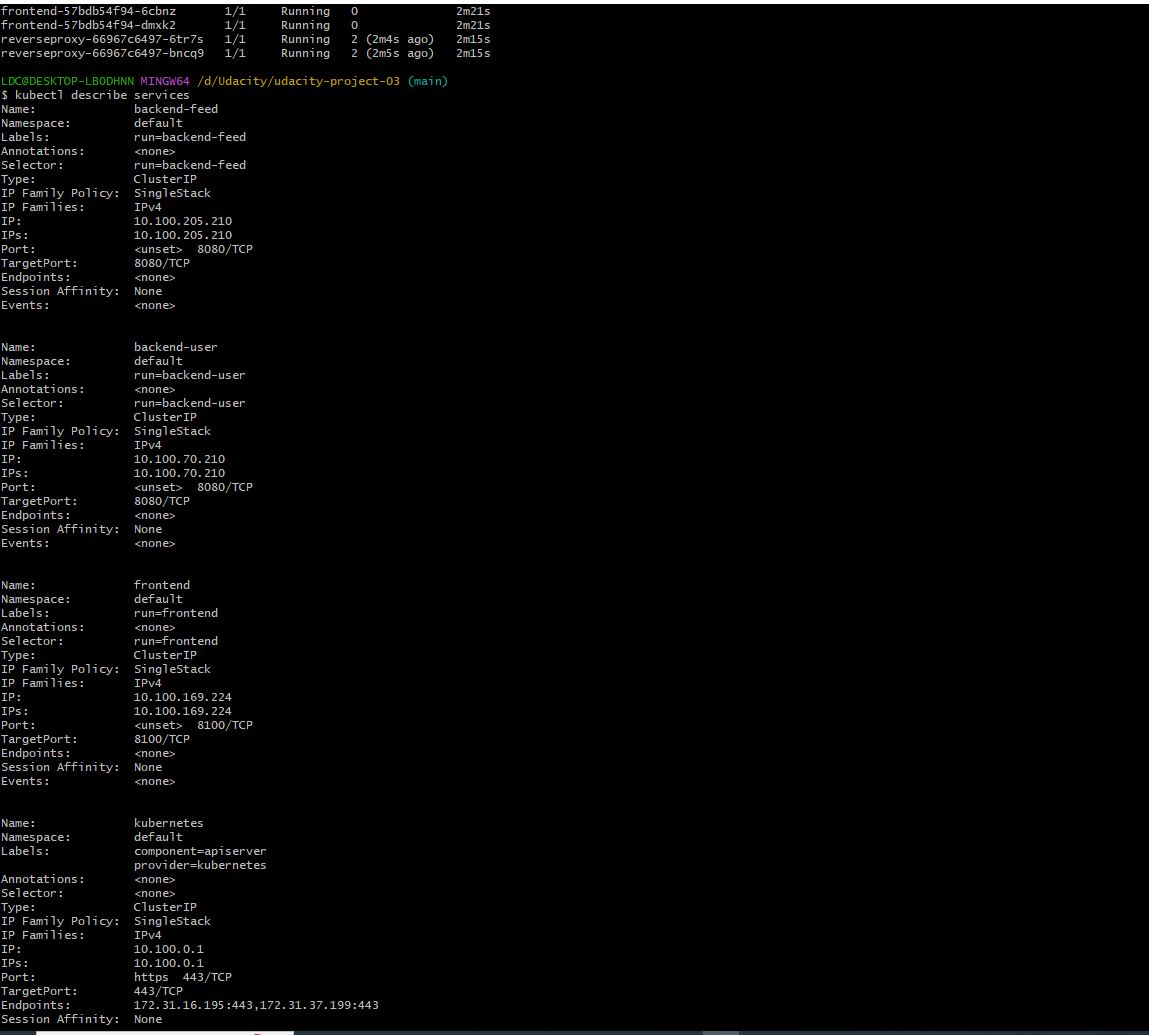 frontend-57bdb54f94-6cbnz       1/1     Running   0              2m21s
frontend-57bdb54f94-dmxk2       1/1     Running   0              2m21s
reverseproxy-66967c6497-6tr7s   1/1     Running   2 (2m4s ago)   2m15s
reverseproxy-66967c6497-bncq9   1/1     Running   2 (2m5s ago)   2m15s
LDC@DESKTOP-LBODHNN MINGW64 /d/Udacity/udacity-project-03 (main)
$ kubectl describe services
Name:              backend-feed
Namespace:         default
Labels:            run=backend-feed
Annotations:       <none>
Selector:          run=backend-feed
Type:              ClusterIP
IP Family Policy:  SingleStack
IP Families:       IPv4
IP:                10.100.205.210
IPs:               10.100.205.210
Port:              <unset>  8080/TCP
TargetPort:        8080/TCP
Endpoints:         <none>
Session Affinity:  None
Events:            <none>
Name:              backend-user
Namespace:         default
Labels:            run=backend-user
Annotations:       <none>
Selector:          run=backend-user
Type:              ClusterIP
IP Family Policy:  SingleStack
IP Families:       IPv4
IP:                10.100.70.210
IPs:               10.100.70.210
Port:              <unset>  8080/TCP
TargetPort:        8080/TCP
Endpoints:         <none>
Session Affinity:  None
Events:            <none>
Name:              frontend
Namespace:         default
Labels:            run=frontend
Annotations:       <none>
Selector:          run=frontend
Type:              ClusterIP
IP Family Policy:  SingleStack
IP Families:       IPv4
IP:                10.100.169.224
IPs:               10.100.169.224
Port:              <unset>  8100/TCP
TargetPort:        8100/TCP
Endpoints:         <none>
Session Affinity:  None
Events:            <none>
Name:              kubernetes
Namespace:         default
Labels:            component=apiserver
                   provider=kubernetes
Annotations:       <none>
Selector:          <none>
Type:              ClusterIP
IP Family Policy:  SingleStack
IP Families:       IPv4
IP:                10.100.0.1
IPs:               10.100.0.1
Port:              https  443/TCP
TargetPort:        443/TCP
Endpoints:         172.31.16.195:443,172.31.37.199:443
Session Affinity:  None